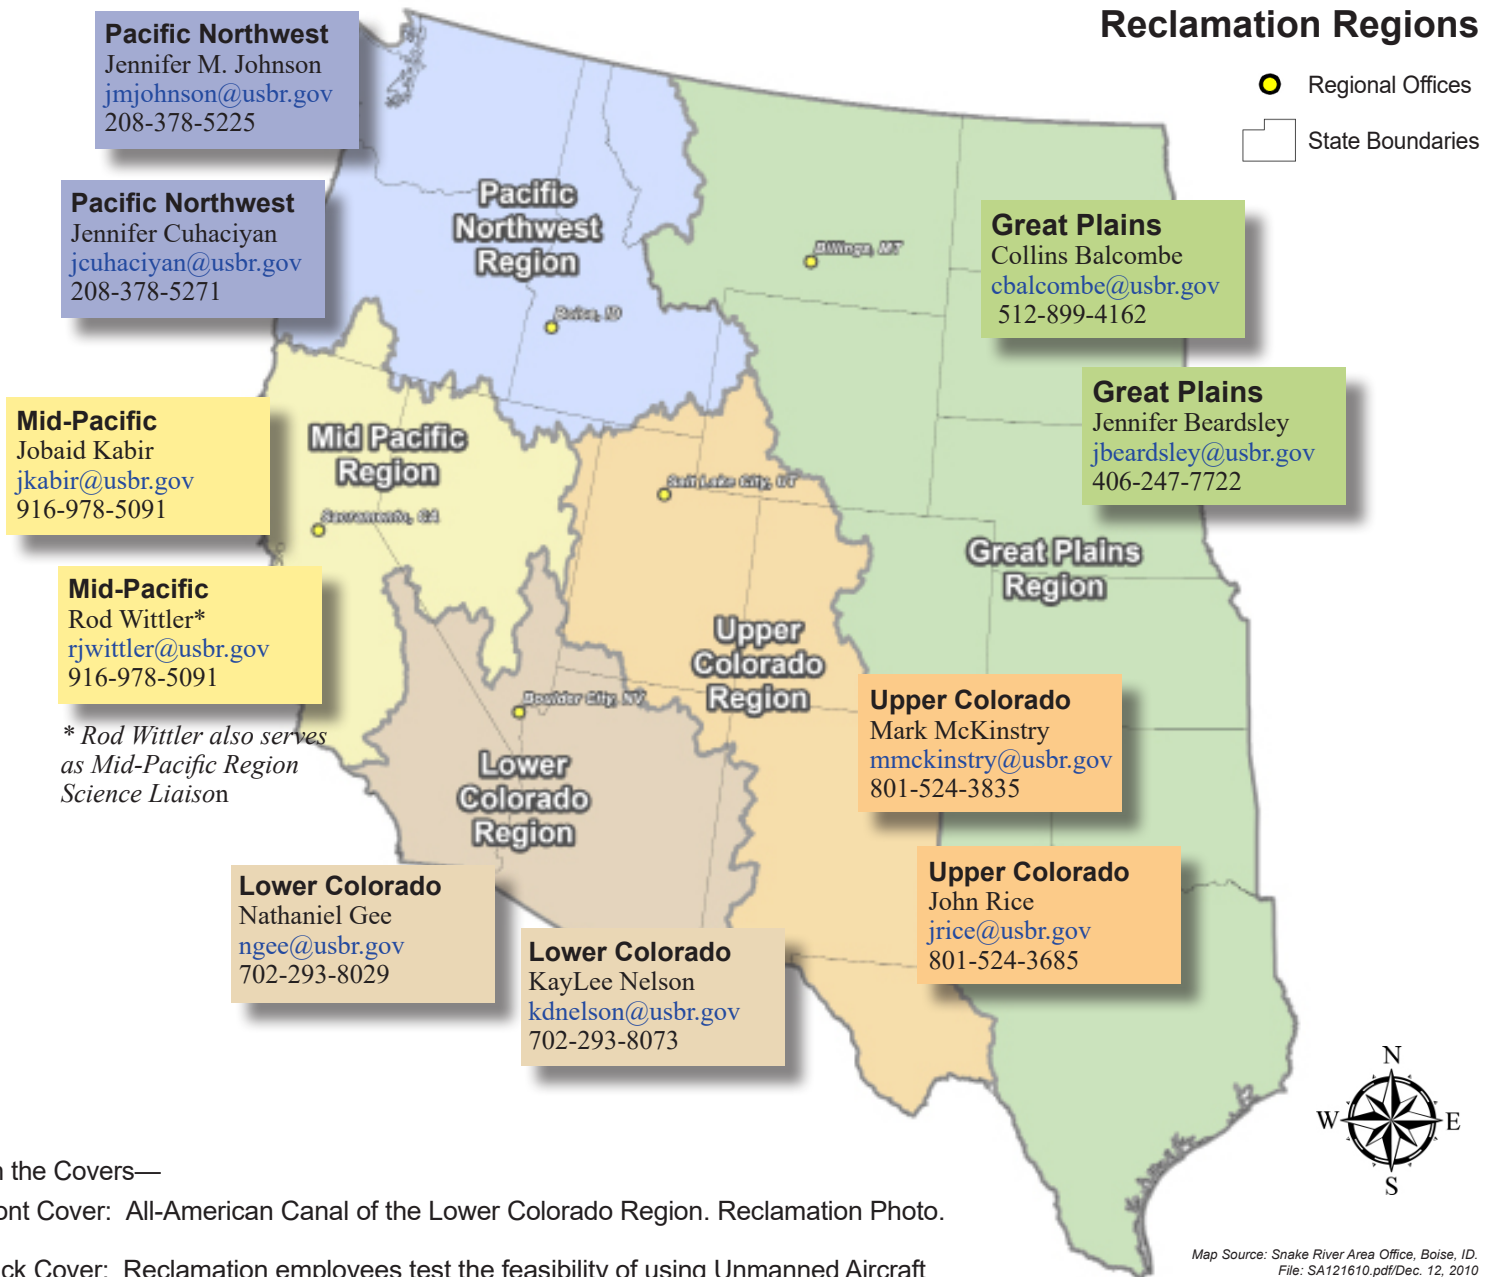 Reclamation Regions
Regional Offices
State Boundaries
Pacific Northwest
Jennifer M. Johnson
jmjohnson@usbr.gov
208-378-5225
Pacific Northwest
Jennifer Cuhaciyan
jcuhaciyan@usbr.gov
208-378-5271
Pacific
Northwest
Region
Billings, MT
Boise, ID
Great Plains
Collins Balcombe
cbalcombe@usbr.gov
512-899-4162
Great Plains
Jennifer Beardsley
jbeardsley@usbr.gov
406-247-7722
Mid-Pacific
Jobaid Kabir
jkabir@usbr.gov
916-978-5091
Mid Pacific
Region
Sacramento, CA
Salt Lake City, UT
Great Plains
Region
Mid-Pacific
Rod Wittler*
rjwittler@usbr.gov
916-978-5091
* Rod Wittler also serves
as Mid-Pacific Region
Science Liaison
Upper
Colorado
Region
Boulder City, NV
Lower
Colorado
Region
Upper Colorado
Mark McKinstry
mmckinstry@usbr.gov
801-524-3835
Upper Colorado
John Rice
jrice@usbr.gov
801-524-3685
Lower Colorado
Nathaniel Gee
ngee@usbr.gov
702-293-8029
Lower Colorado
KayLee Nelson
kdnelson@usbr.gov
702-293-8073
N
W E
S
n the Covers—
ont Cover: All-American Canal of the Lower Colorado Region. Reclamation Photo.
ck Cover: Reclamation employees test the feasibility of using Unmanned Aircraft
Map Source: Snake River Area Office, Boise, ID.
File: SA121610.pdf/Dec. 12, 2010